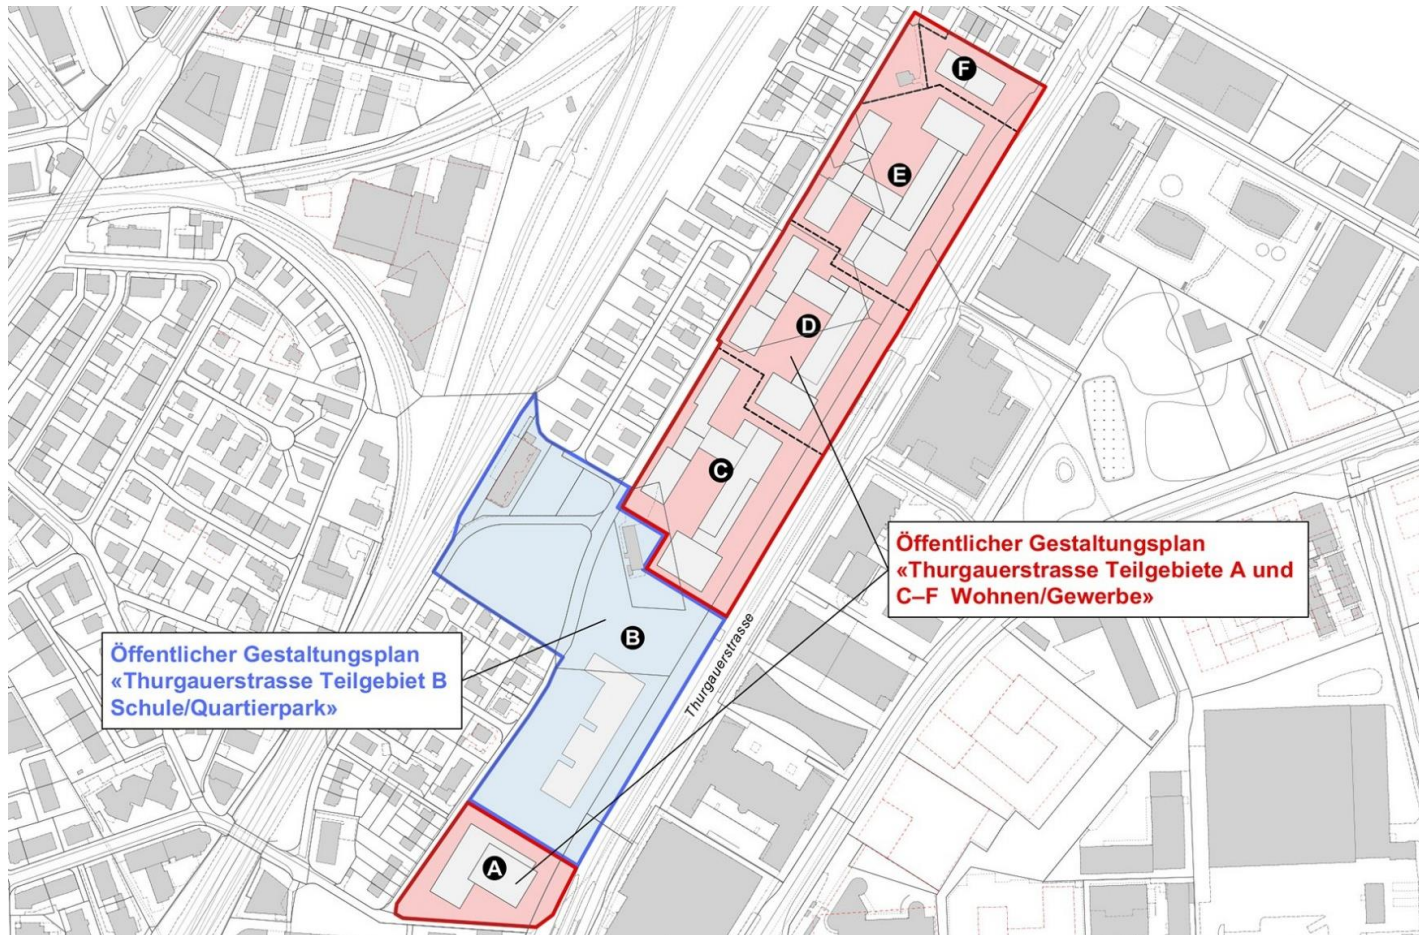 F
E
D
C
Öffentlicher Gestaltungsplan
«Thurgauerstrasse Teilgebiete A und
C–F Wohnen/Gewerbe»
B
Thurgauerstrasse
Öffentlicher Gestaltungsplan
«Thurgauerstrasse Teilgebiet B
Schule/Quartierpark»
A